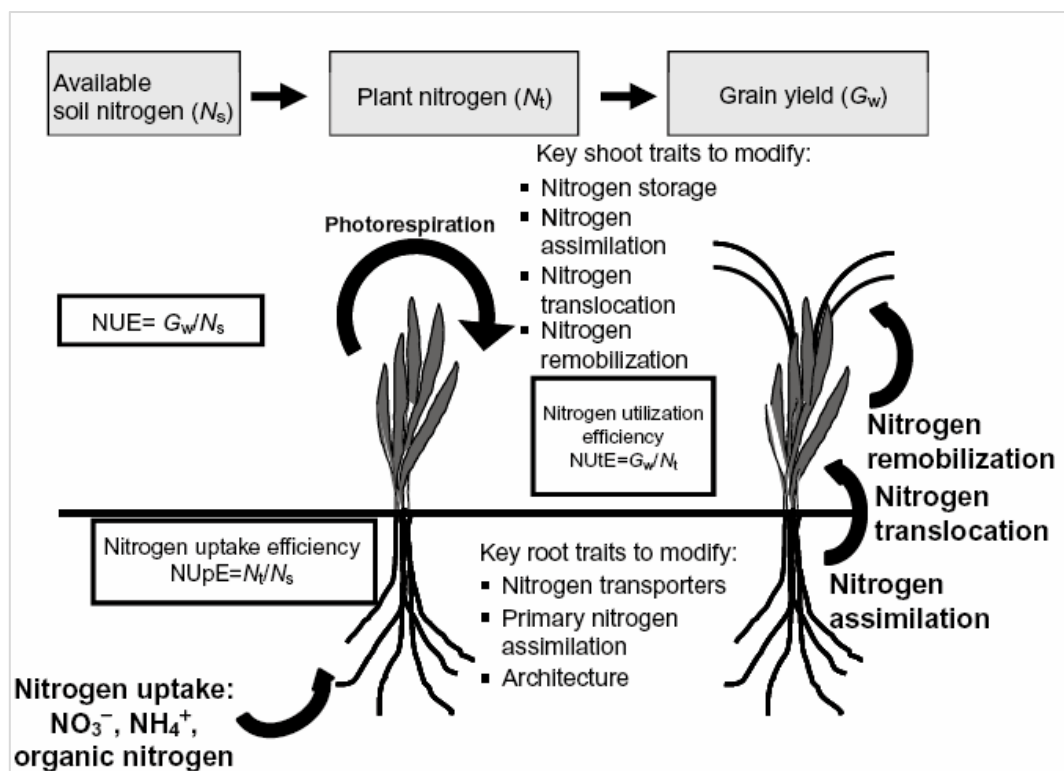 Available
soil nitrogen (Nₛ)
Plant nitrogen (Nₜ)
Grain yield (G_w)
Key shoot traits to modify:
▪ Nitrogen storage
▪ Nitrogen
assimilation
▪ Nitrogen
translocation
▪ Nitrogen
remobilization
Photorespiration
NUE= G_w/Nₛ
Nitrogen utilization
efficiency
NUtE=G_w/Nₜ
Nitrogen
remobilization
Nitrogen
translocation
Nitrogen
assimilation
Nitrogen uptake efficiency
NUpE=Nₜ/Nₛ
Key root traits to modify:
▪ Nitrogen transporters
▪ Primary nitrogen
assimilation
▪ Architecture
Nitrogen uptake:
NO₃⁻, NH₄⁺,
organic nitrogen